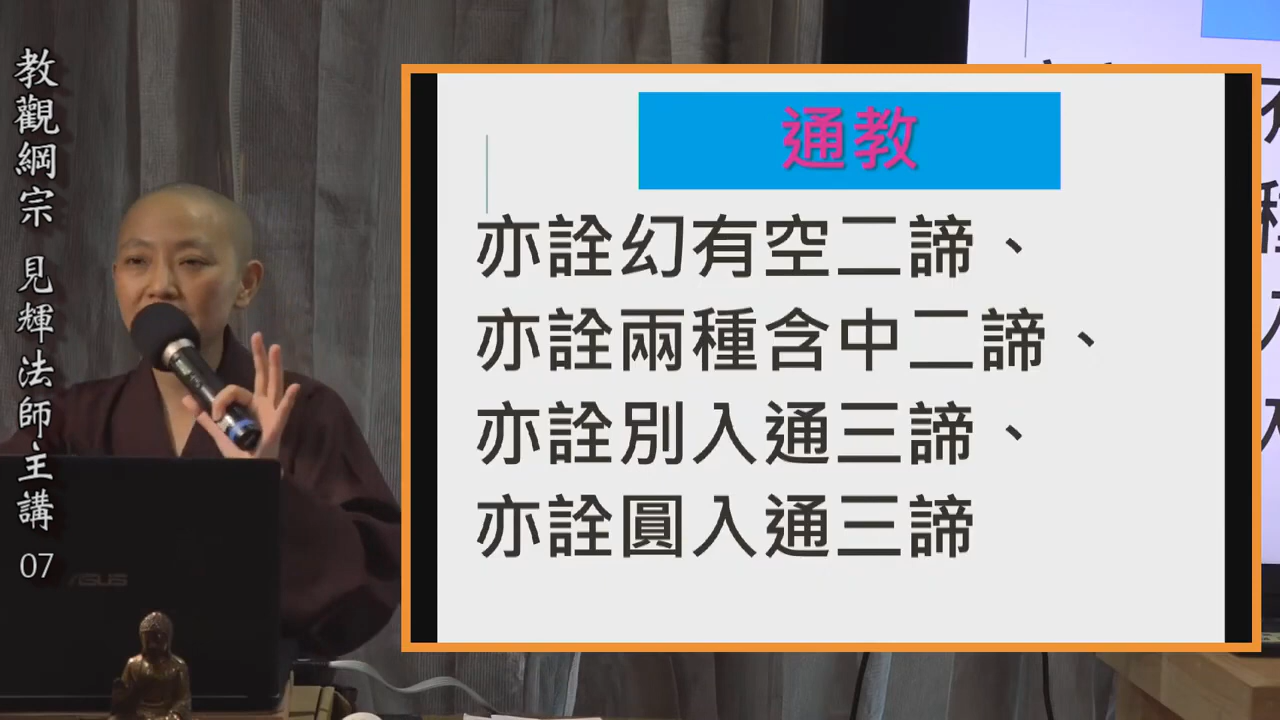 教觀綱宗 見輝法師主講 07
通教
亦詮幻有空二諦、
亦詮兩種含中二諦、
亦詮別入通三諦、
亦詮圓入通三諦
ASUS